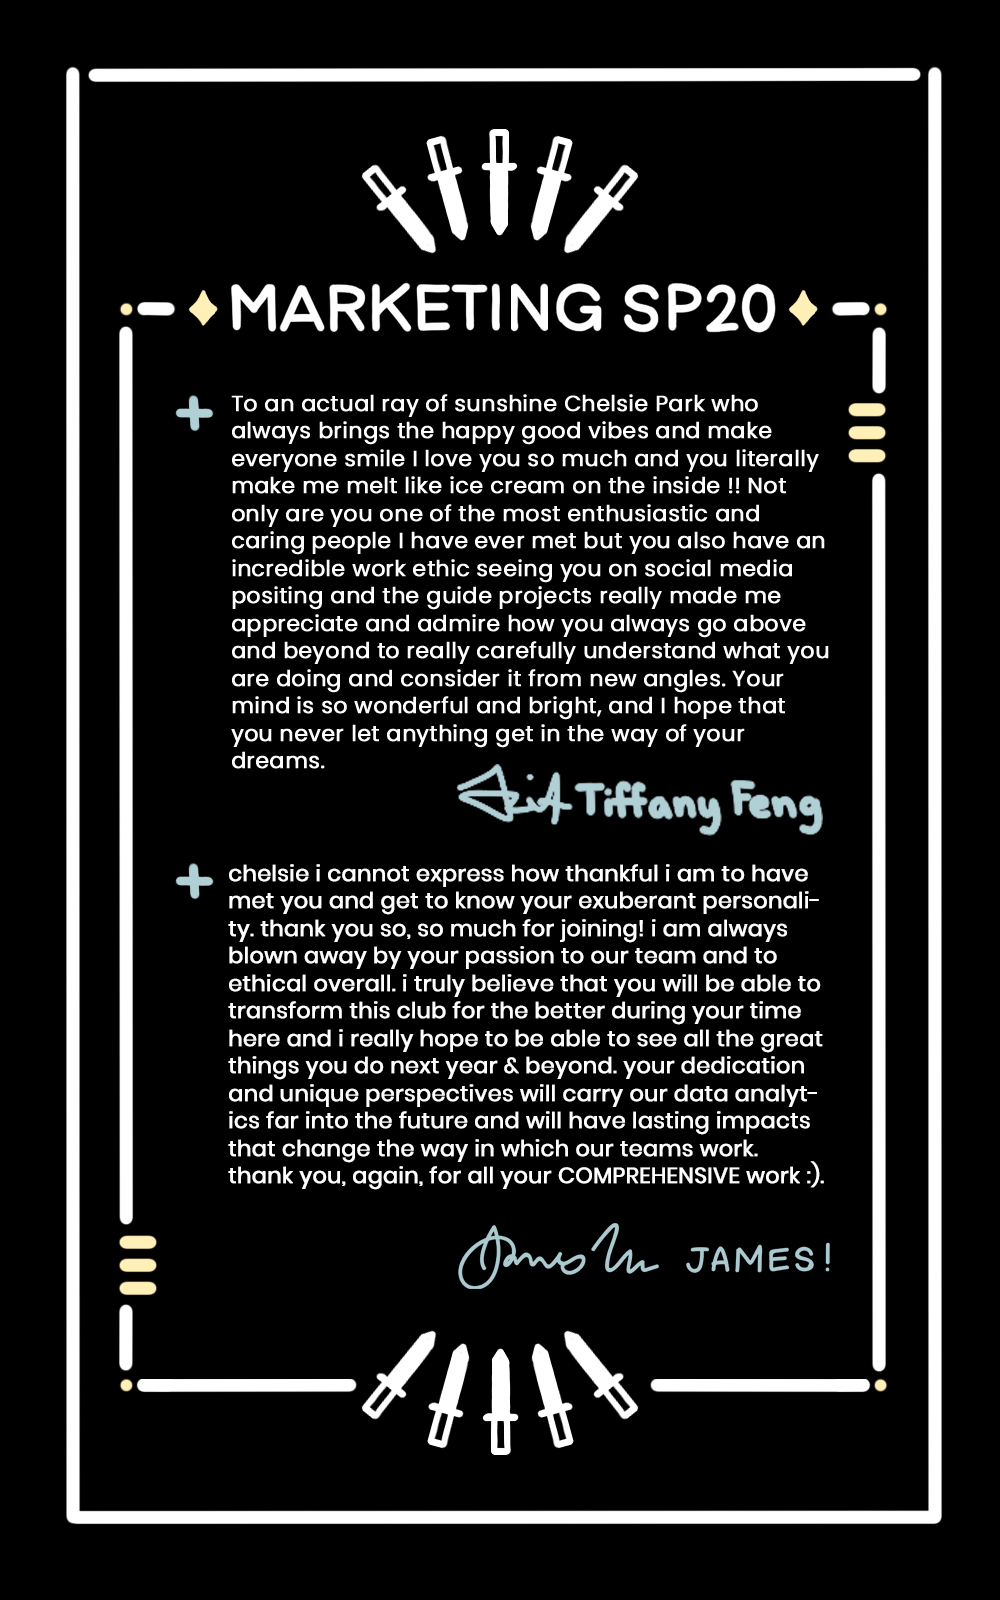 MARKETING SP20
To an actual ray of sunshine Chelsie Park who
always brings the happy good vibes and make
everyone smile I love you so much and you literally
make me melt like ice cream on the inside !! Not
only are you one of the most enthusiastic and
caring people I have ever met but you also have an
incredible work ethic seeing you on social media
positing and the guide projects really made me
appreciate and admire how you always go above
and beyond to really carefully understand what you
are doing and consider it from new angles. Your
mind is so wonderful and bright, and I hope that
you never let anything get in the way of your
dreams.
Tiffany Feng
chelsie i cannot express how thankful i am to have
met you and get to know your exuberant personali-
ty. thank you so, so much for joining! i am always
blown away by your passion to our team and to
ethical overall. i truly believe that you will be able to
transform this club for the better during your time
here and i really hope to be able to see all the great
things you do next year & beyond. your dedication
and unique perspectives will carry our data analyt-
ics far into the future and will have lasting impacts
that change the way in which our teams work.
thank you, again, for all your COMPREHENSIVE work :).
James JAMES!